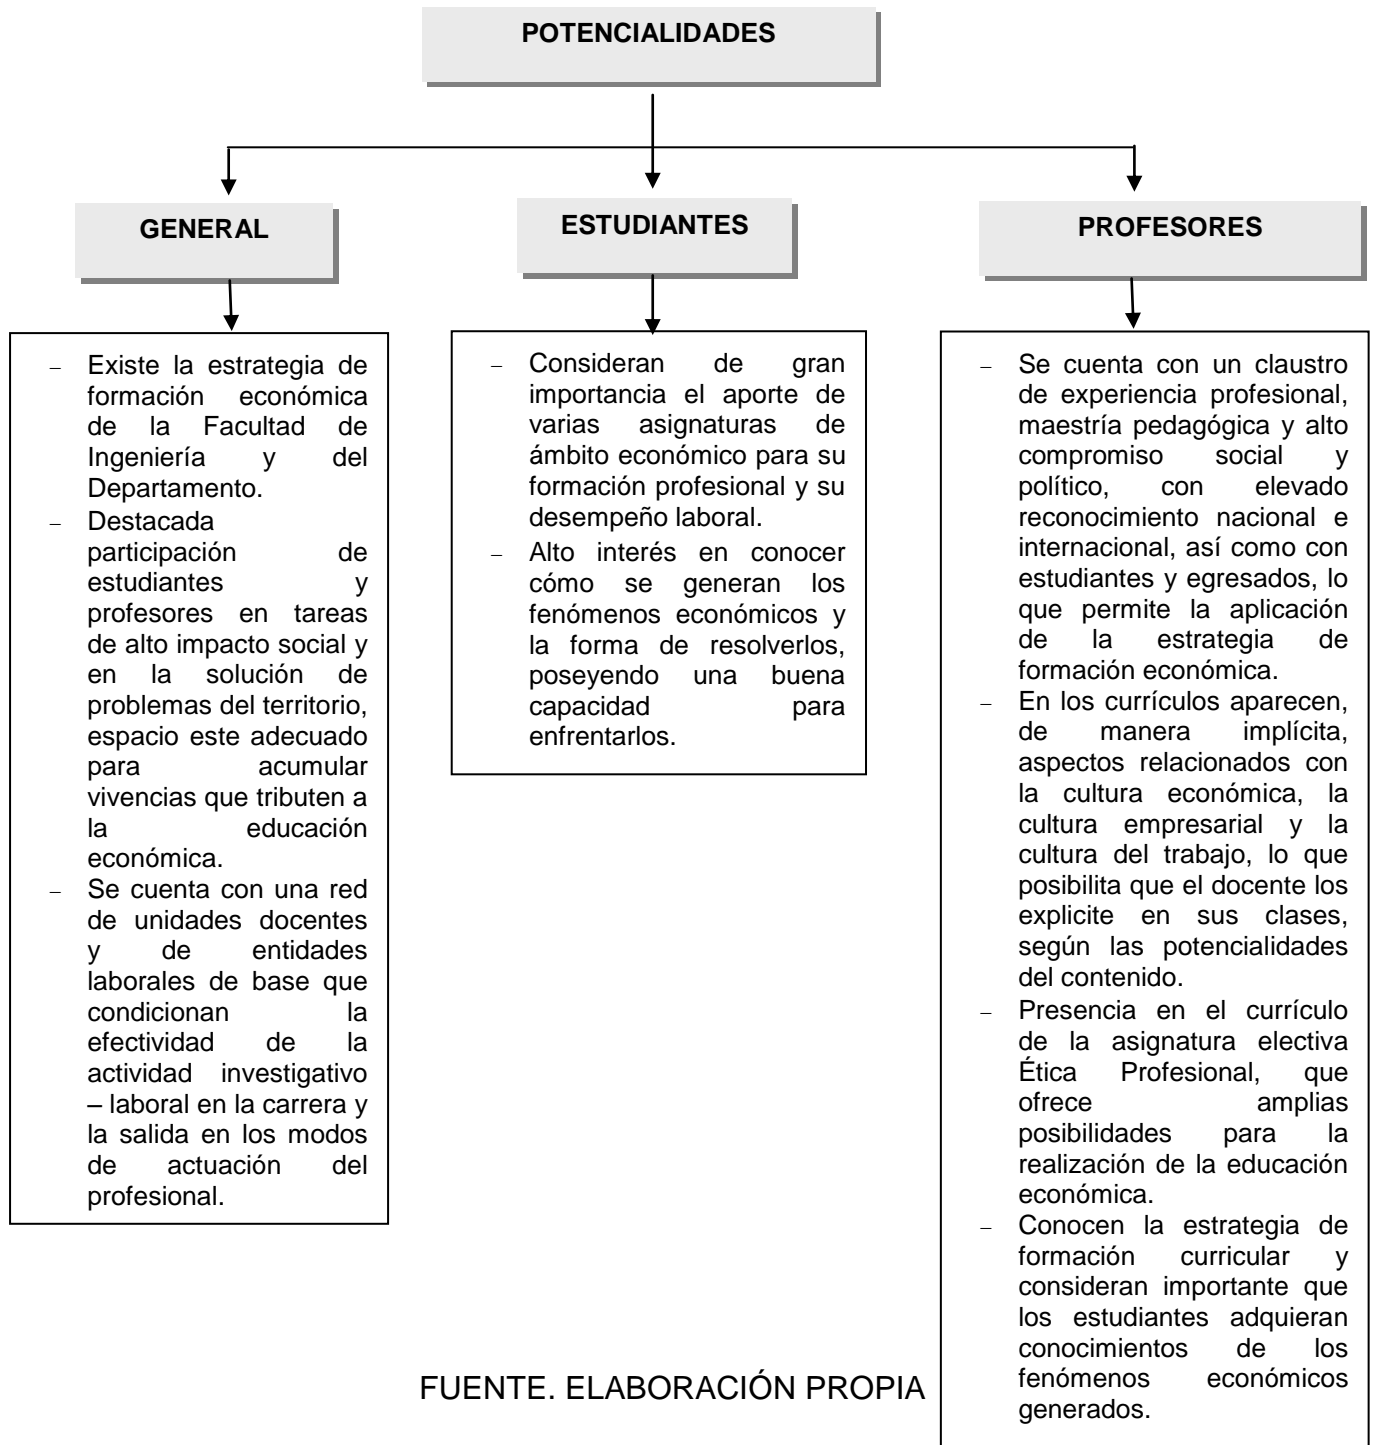 POTENCIALIDADES
GENERAL
– Existe la estrategia de
formación económica
de la Facultad de
Ingeniería y del
Departamento.
– Destacada
participación de
estudiantes y
profesores en tareas
de alto impacto social y
en la solución de
problemas del territorio,
espacio este adecuado
para acumular
vivencias que tributen a
la educación
económica.
– Se cuenta con una red
de unidades docentes
y de entidades
laborales de base que
condicionan la
efectividad de la
actividad investigativo
– laboral en la carrera y
la salida en los modos
de actuación del
profesional.
ESTUDIANTES
– Consideran de gran
importancia el aporte de
varias asignaturas de
ámbito económico para su
formación profesional y su
desempeño laboral.
– Alto interés en conocer
cómo se generan los
fenómenos económicos y
la forma de resolverlos,
poseyendo una buena
capacidad para
enfrentarlos.
PROFESORES
– Se cuenta con un claustro
de experiencia profesional,
maestría pedagógica y alto
compromiso social y
político, con elevado
reconocimiento nacional e
internacional, así como con
estudiantes y egresados, lo
que permite la aplicación
de la estrategia de
formación económica.
– En los currículos aparecen,
de manera implícita,
aspectos relacionados con
la cultura económica, la
cultura empresarial y la
cultura del trabajo, lo que
posibilita que el docente los
explicite en sus clases,
según las potencialidades
del contenido.
– Presencia en el currículo
de la asignatura electiva
Ética Profesional, que
ofrece amplias
posibilidades para la
realización de la educación
económica.
– Conocen la estrategia de
formación curricular y
consideran importante que
los estudiantes adquieran
conocimientos de los
fenómenos económicos
generados.
FUENTE. ELABORACIÓN PROPIA